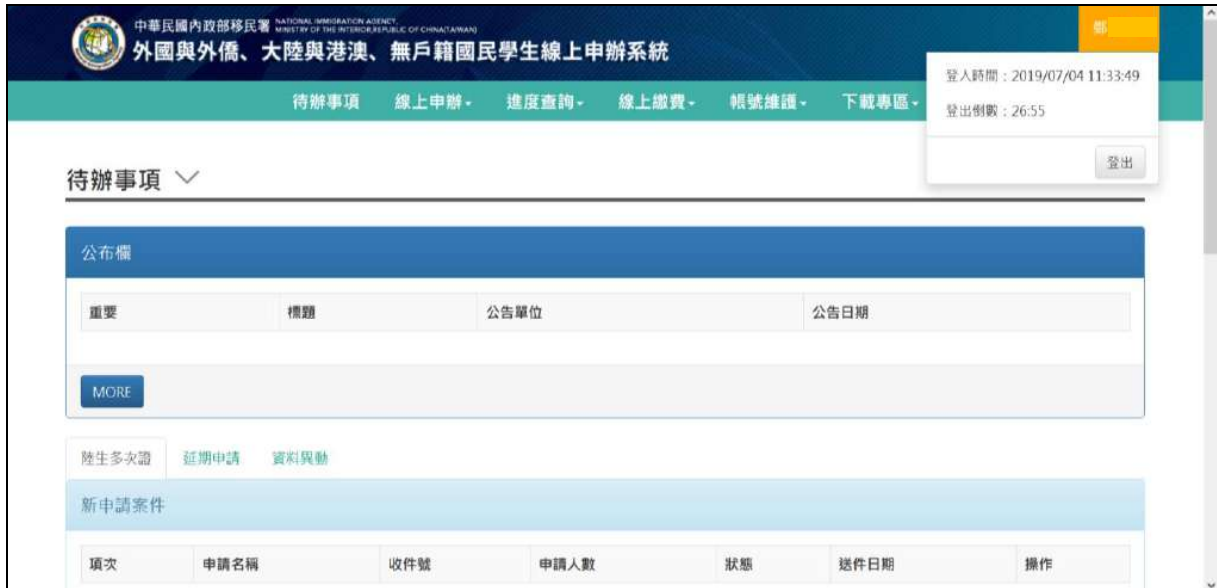 中華民國內政部移民署 NATIONAL IMMIGRATION AGENCY,
MINISTRY OF THE INTERIOR,REPUBLIC OF CHINA(TAIWAN)
外國與外僑、大陸與港澳、無戶籍國民學生線上申辦系統
鄭
登入時間：2019/07/04 11:33:49
登出倒數：26:55
登出
待辦事項 線上申辦 進度查詢 線上繳費 帳號維護 下載專區
待辦事項
公布欄
重要 標題 公告單位 公告日期
MORE
陸生多次證 延期申請 資料異動
新申請案件
項次 申請名稱 收件號 申請人數 狀態 送件日期 操作